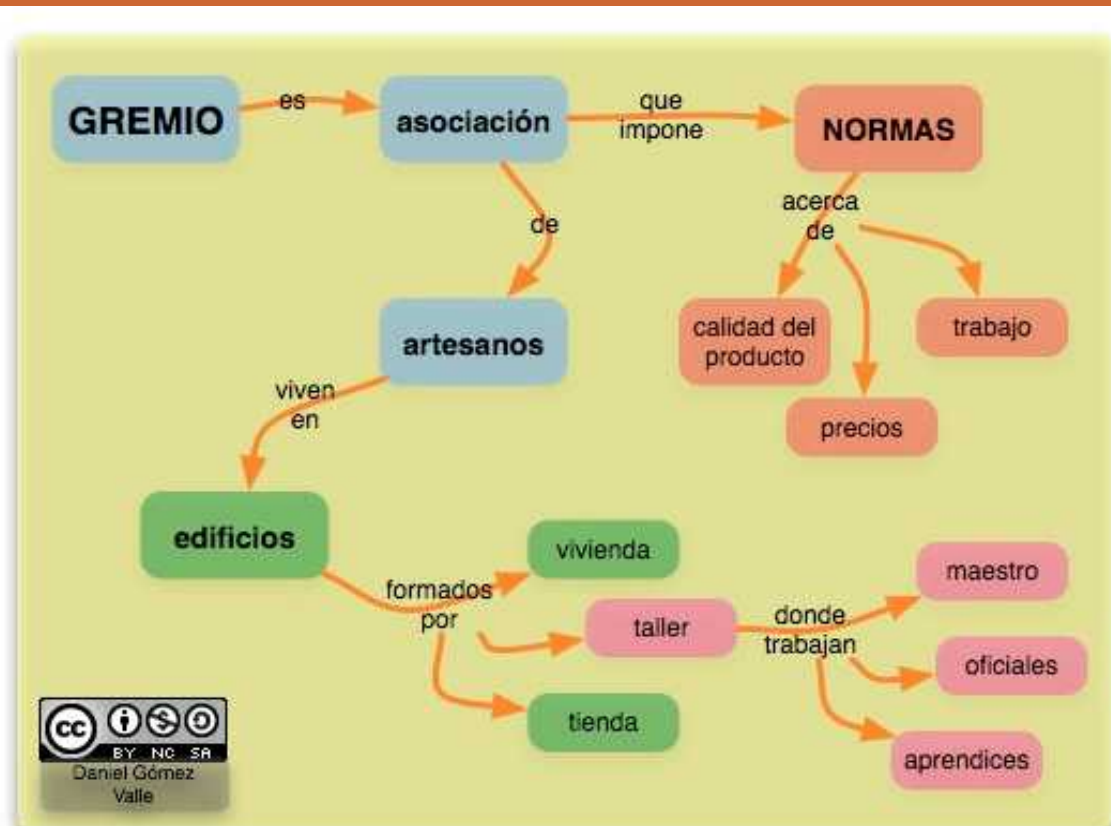 GREMIO
es
asociación
que
impone
NORMAS
acerca
de
calidad del
producto
precios
trabajo
de
artesanos
viven
en
edificios
formados
por
vivienda
taller
tienda
donde
trabajan
maestro
oficiales
aprendices
cc
BY NC SA
Daniel Gómez
Valle